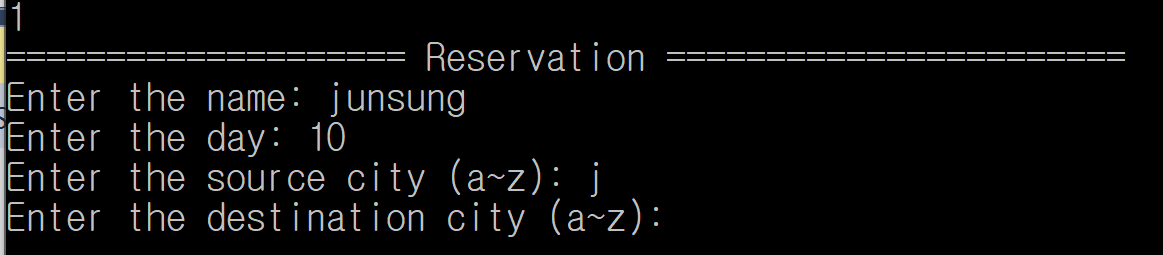 1
==================== Reservation =======================
Enter the name: junsung
Enter the day: 10
Enter the source city (a~z): j
Enter the destination city (a~z):